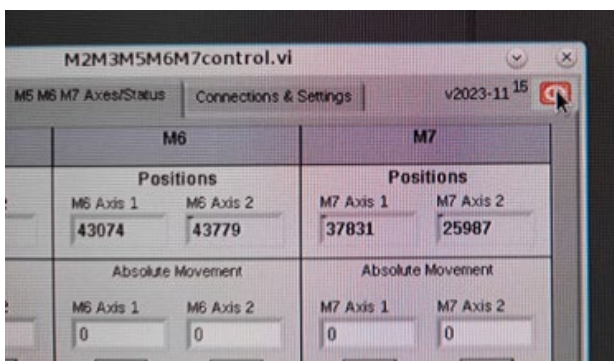 M2M3M5M6M7control.vi
M5 M6 M7 Axes/Status Connections & Settings v2023-11 15
M6 M7
Positions Positions
M6 Axis 1 M6 Axis 2 M7 Axis 1 M7 Axis 2
43074 43779 37831 25987
Absolute Movement Absolute Movement
M6 Axis 1 M6 Axis 2 M7 Axis 1 M7 Axis 2
0 0 0 0